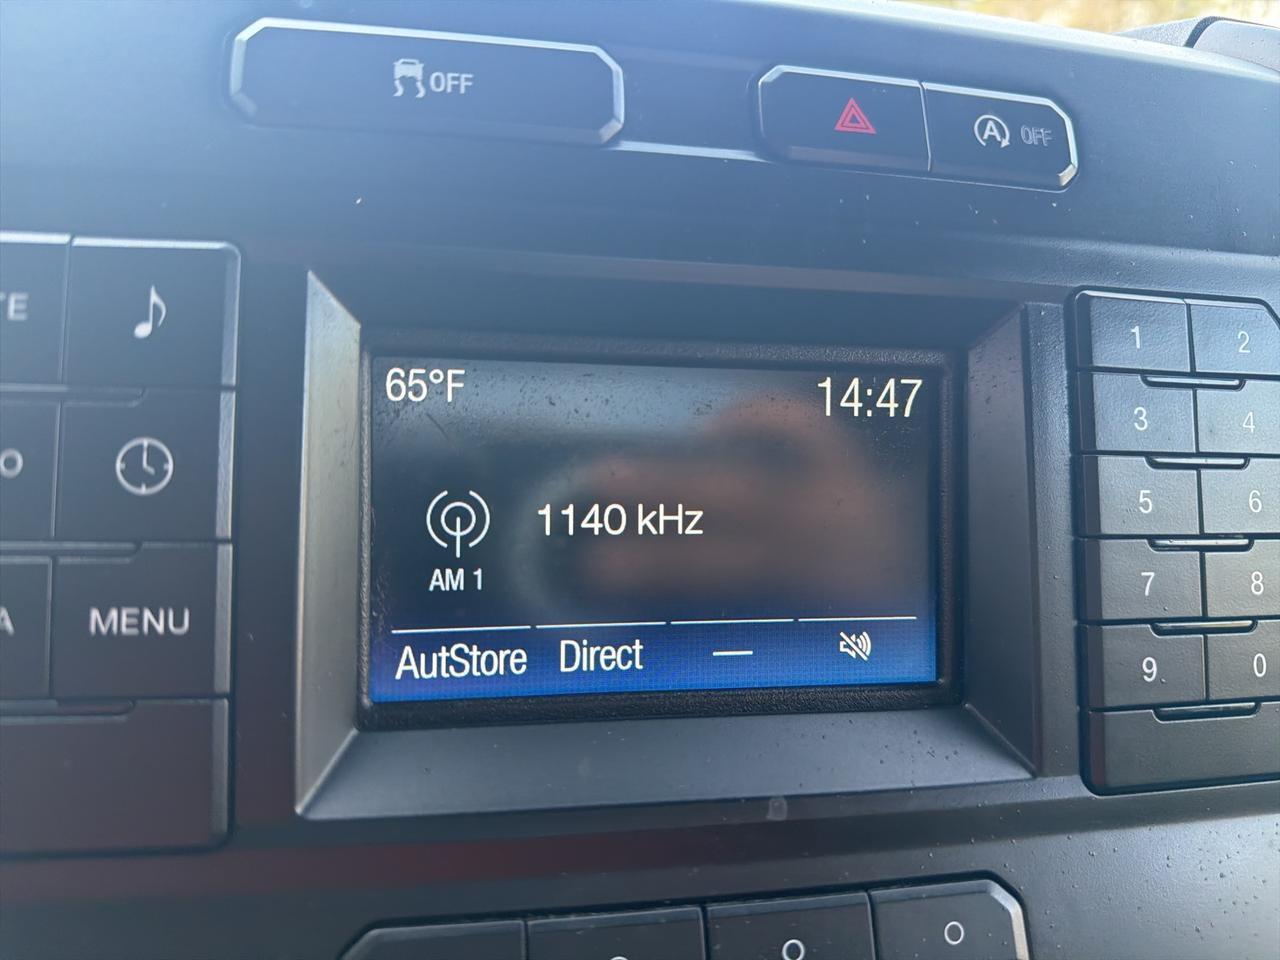 OFF
A OFF
TE
1 2
65°F 14:47
3 4
O
5 6
1140 kHz
AM 1
7 8
A MENU
AutStore Direct —
9 0